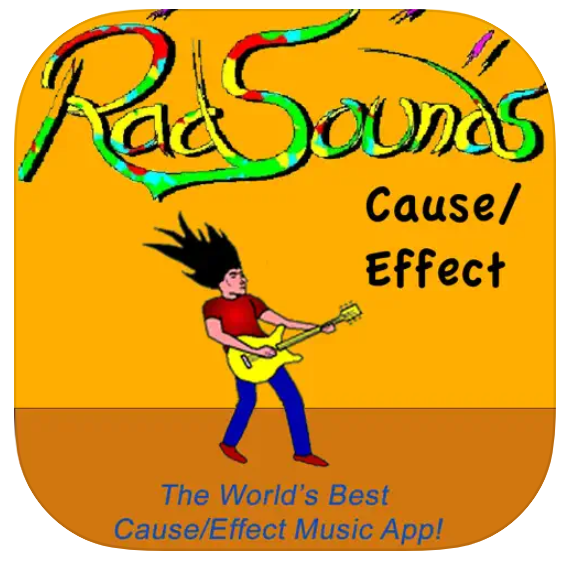 RadSounds
Cause/
Effect
The World's Best
Cause/Effect Music App!